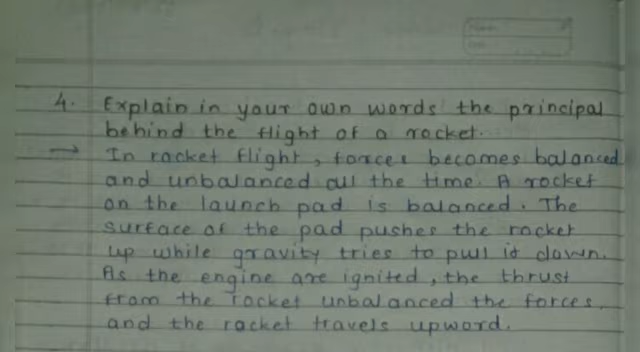 4. Explain in your own words the principal
behind the flight of a rocket.
→ In rocket flight, forces becomes balanced
and unbalanced all the time. A rocket
on the launch pad is balanced. The
surface of the pad pushes the rocket
up while gravity tries to pull it down.
As the engine are ignited, the thrust
from the rocket unbalanced the forces,
and the rocket travels upword.